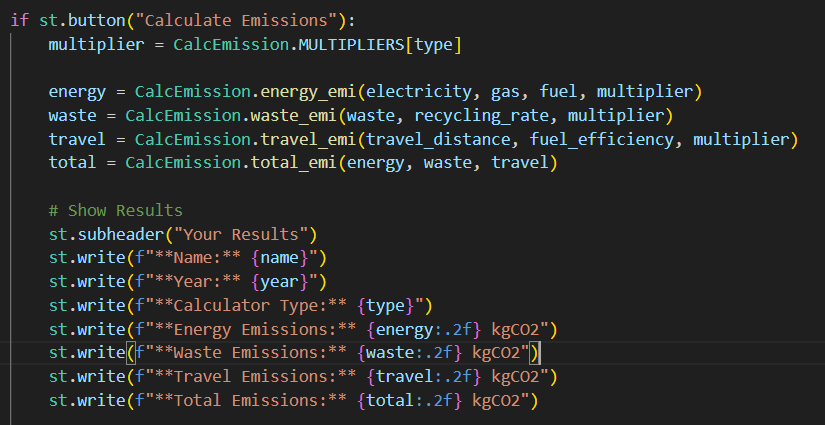 if st.button("Calculate Emissions"):
    multiplier = CalcEmission.MULTIPLIERS[type]

    energy = CalcEmission.energy_emi(electricity, gas, fuel, multiplier)
    waste = CalcEmission.waste_emi(waste, recycling_rate, multiplier)
    travel = CalcEmission.travel_emi(travel_distance, fuel_efficiency, multiplier)
    total = CalcEmission.total_emi(energy, waste, travel)

    # Show Results
    st.subheader("Your Results")
    st.write(f"**Name:** {name}")
    st.write(f"**Year:** {year}")
    st.write(f"**Calculator Type:** {type}")
    st.write(f"**Energy Emissions:** {energy:.2f} kgCO2")
    st.write(f"**Waste Emissions:** {waste:.2f} kgCO2")
    st.write(f"**Travel Emissions:** {travel:.2f} kgCO2")
    st.write(f"**Total Emissions:** {total:.2f} kgCO2")